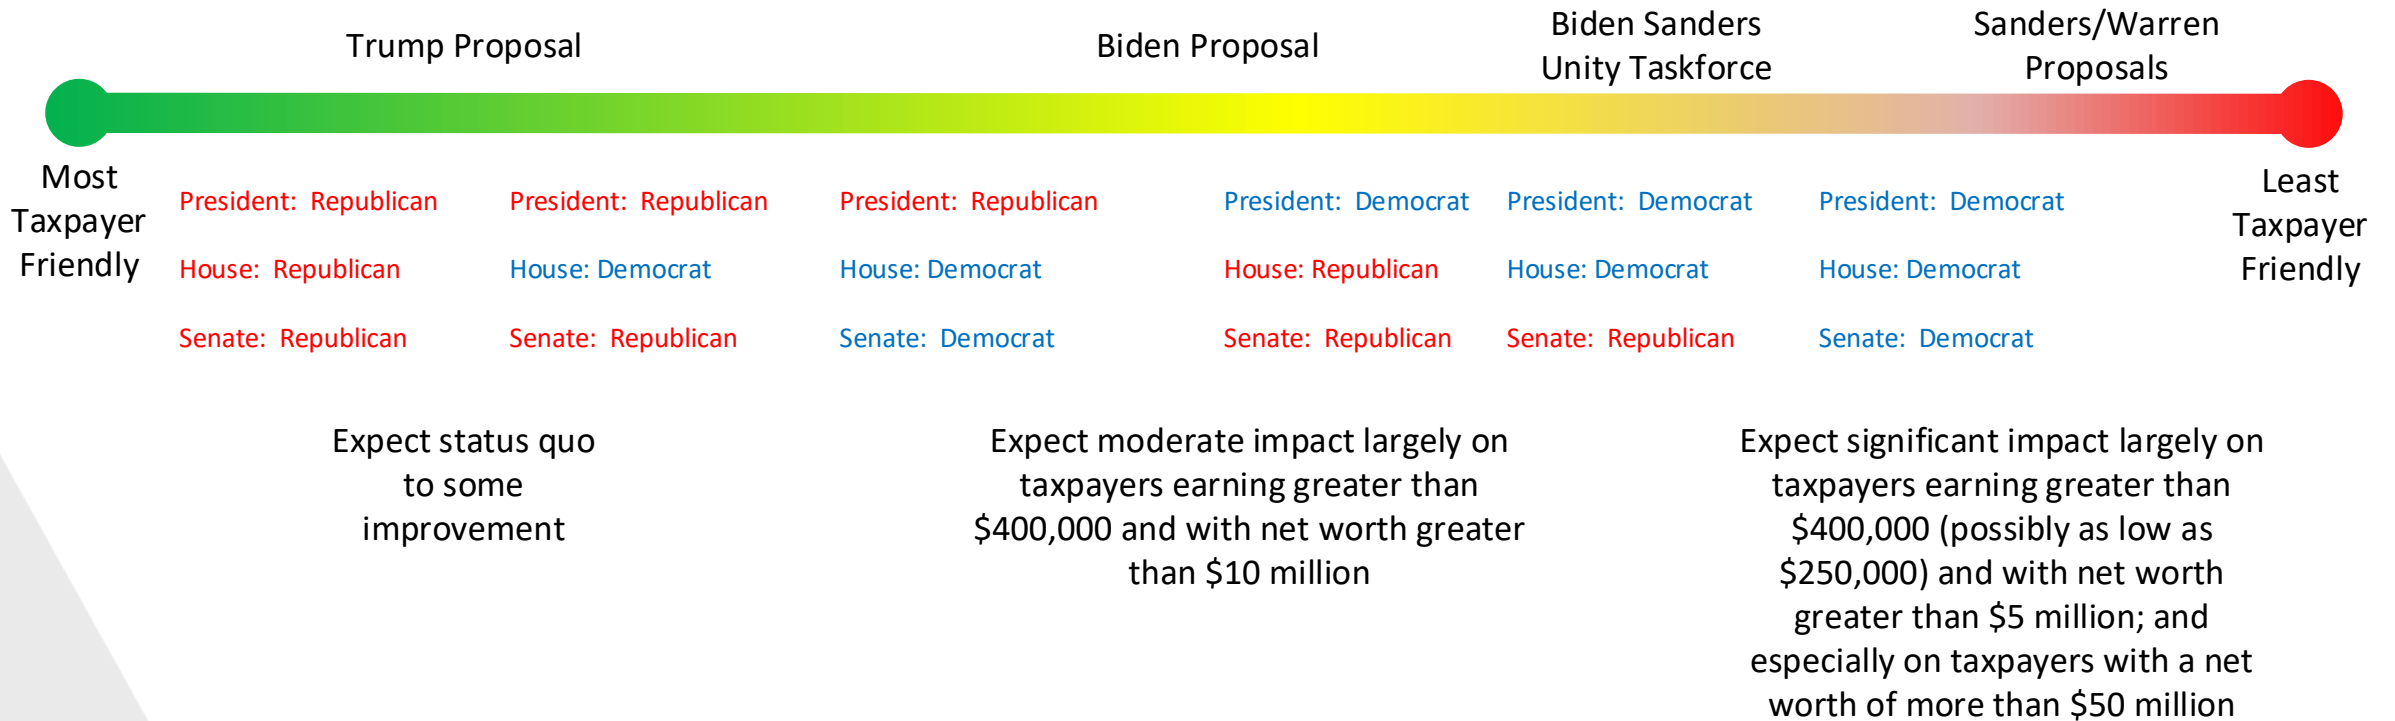 Trump Proposal
Biden Proposal
Biden Sanders
Unity Taskforce
Sanders/Warren
Proposals
Most
Taxpayer
Friendly
President:  Republican
House:  Republican
Senate:  Republican
President:  Republican
House: Democrat
Senate:  Republican
President:  Republican
House: Democrat
Senate:  Democrat
President:  Democrat
House: Republican
Senate:  Republican
President:  Democrat
House: Democrat
Senate:  Republican
President:  Democrat
House: Democrat
Senate:  Democrat
Least
Taxpayer
Friendly
Expect status quo
to some
improvement
Expect moderate impact largely on
taxpayers earning greater than
$400,000 and with net worth greater
than $10 million
Expect significant impact largely on
taxpayers earning greater than
$400,000 (possibly as low as
$250,000) and with net worth
greater than $5 million; and
especially on taxpayers with a net
worth of more than $50 million